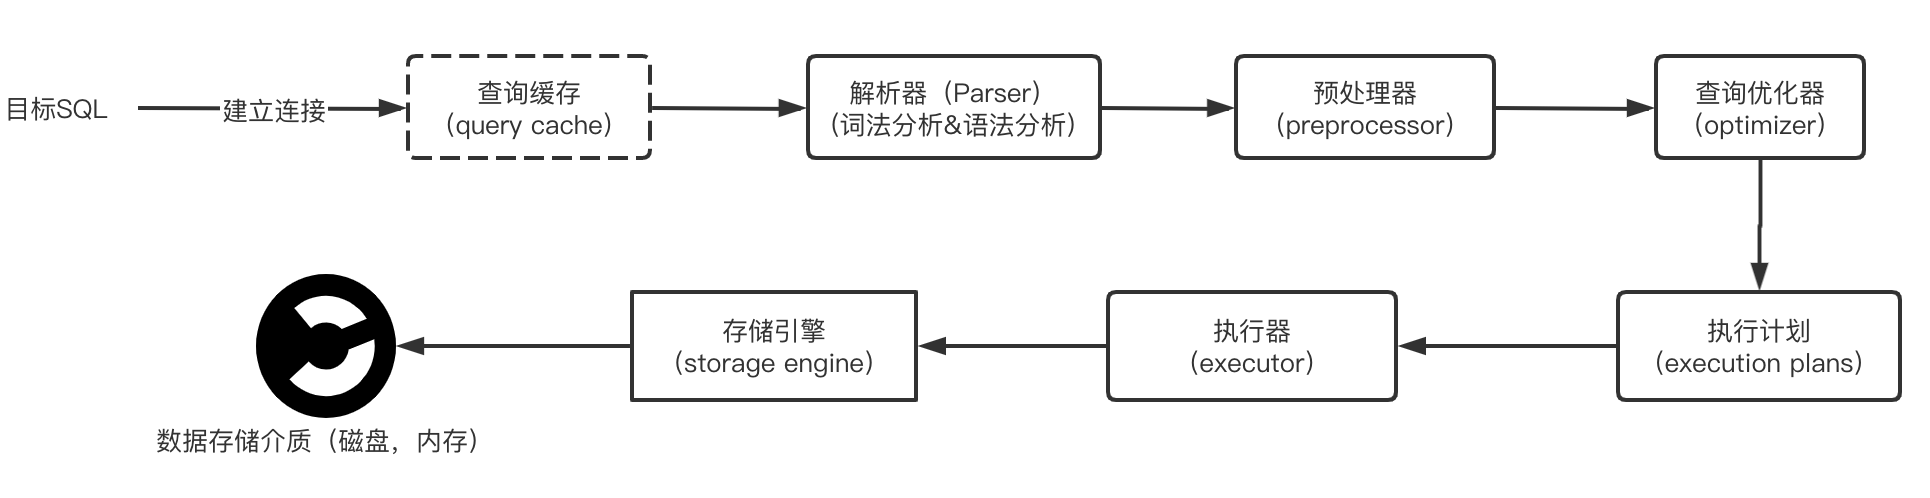 目标SQL
建立连接
查询缓存
（query cache）
解析器（Parser）
（词法分析&语法分析）
预处理器
（preprocessor）
查询优化器
（optimizer）
执行计划
（execution plans）
执行器
（executor）
存储引擎
（storage engine）
数据存储介质（磁盘，内存）